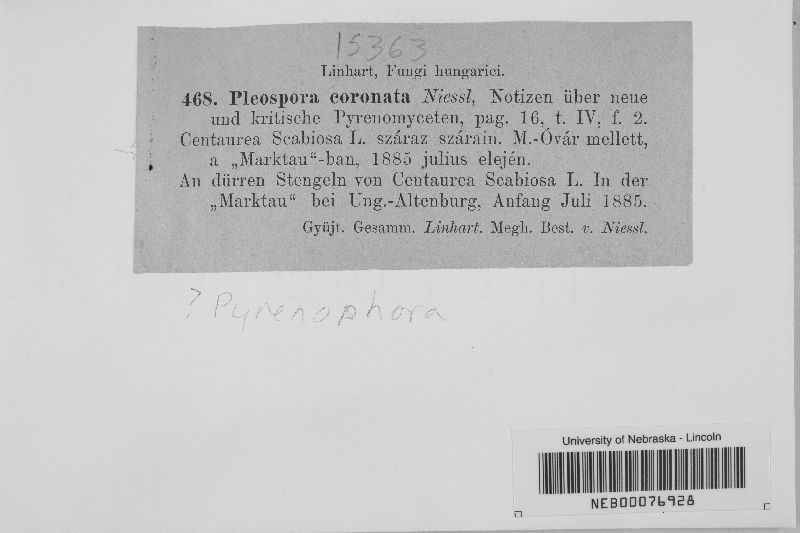 15363
Linhart, Fungi hungarici.
468. Pleospora coronata Niessl, Notizen über neue
und kritische Pyrenomyceten, pag. 16, t. IV, f. 2.
Centaurea Scabiosa L. száraz szárain. M.-Óvár mellett,
a „Marktau“-ban, 1885 julius elején.
An dürren Stengeln von Centaurea Scabiosa L. In der
„Marktau“ bei Ung.-Altenburg, Anfang Juli 1885.
Gyüjt. Gesamm. Linhart. Megh. Best. v. Niessl.
? Pyrenophora
University of Nebraska - Lincoln
NEB00076928